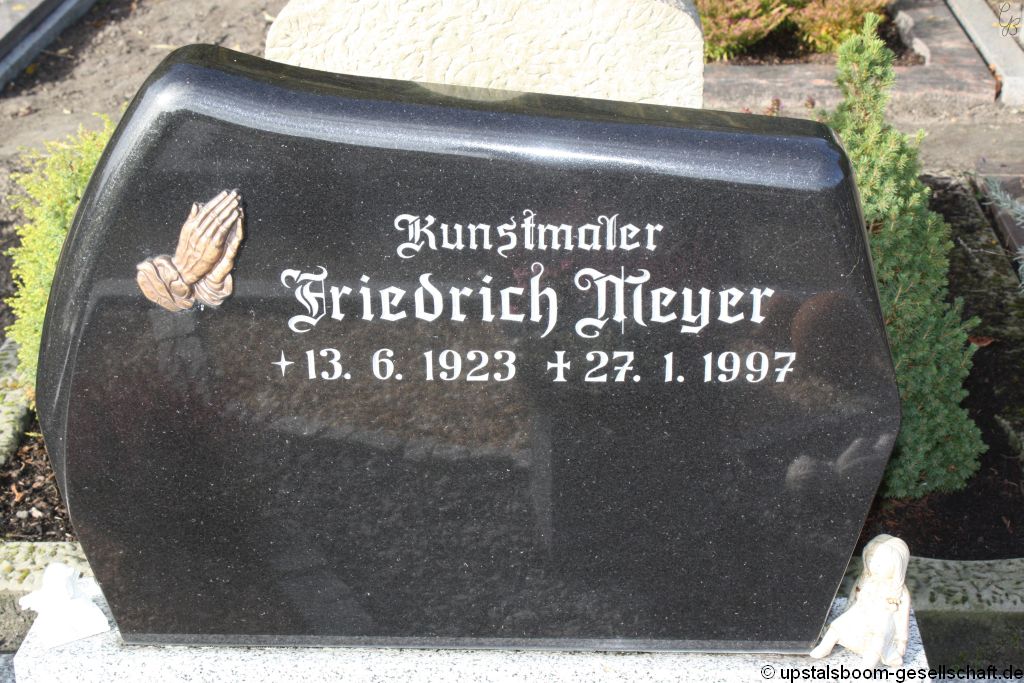 Kunstmaler
Friedrich Meyer
+ 13. 6. 1923 ✝ 27. 1. 1997
© upstalsboom-gesellschaft.de